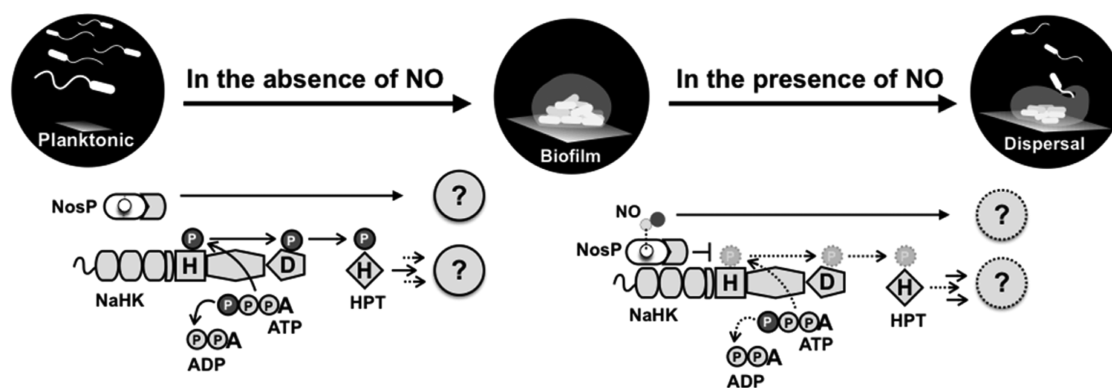 In the absence of NO
In the presence of NO
Planktonic
Biofilm
Dispersal
NosP
?
P P P
H D H
NaHK
HPT
?
P P P A
ATP
P P A
ADP
NO
?
NosP
P P P
H D H
NaHK
HPT
?
P P P A
ATP
P P A
ADP